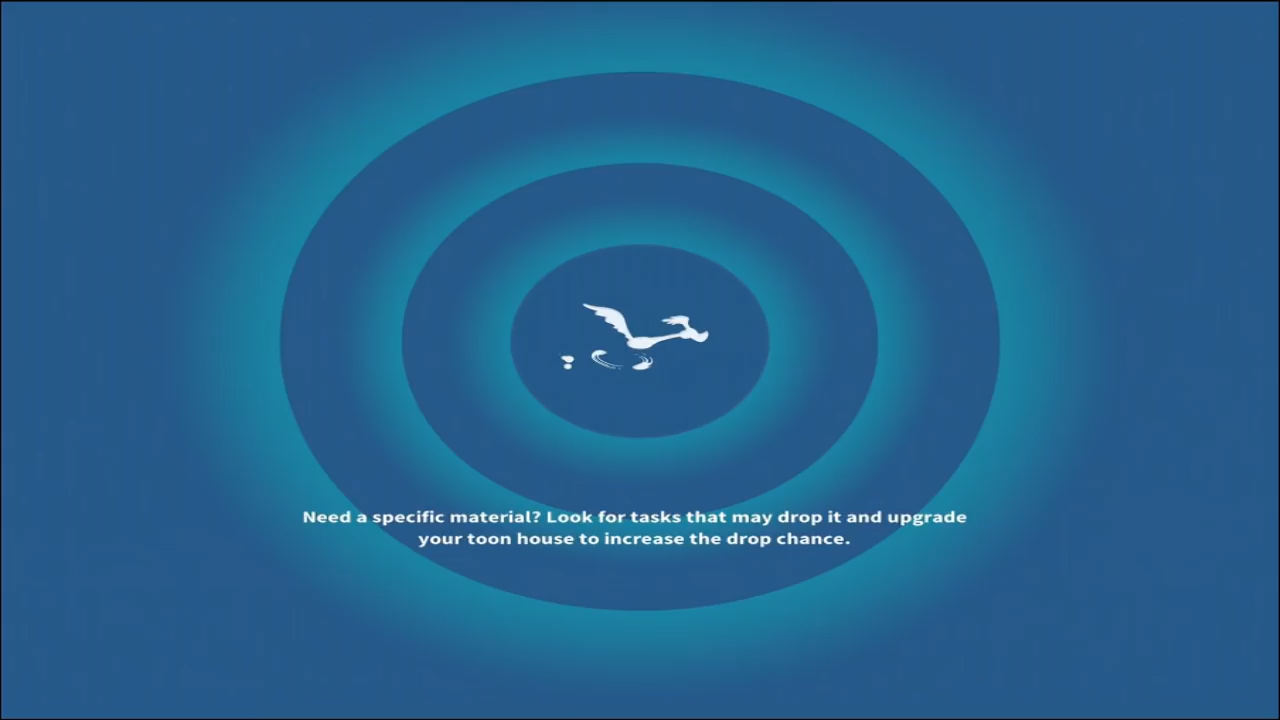 Need a specific material? Look for tasks that may drop it and upgrade
your toon house to increase the drop chance.